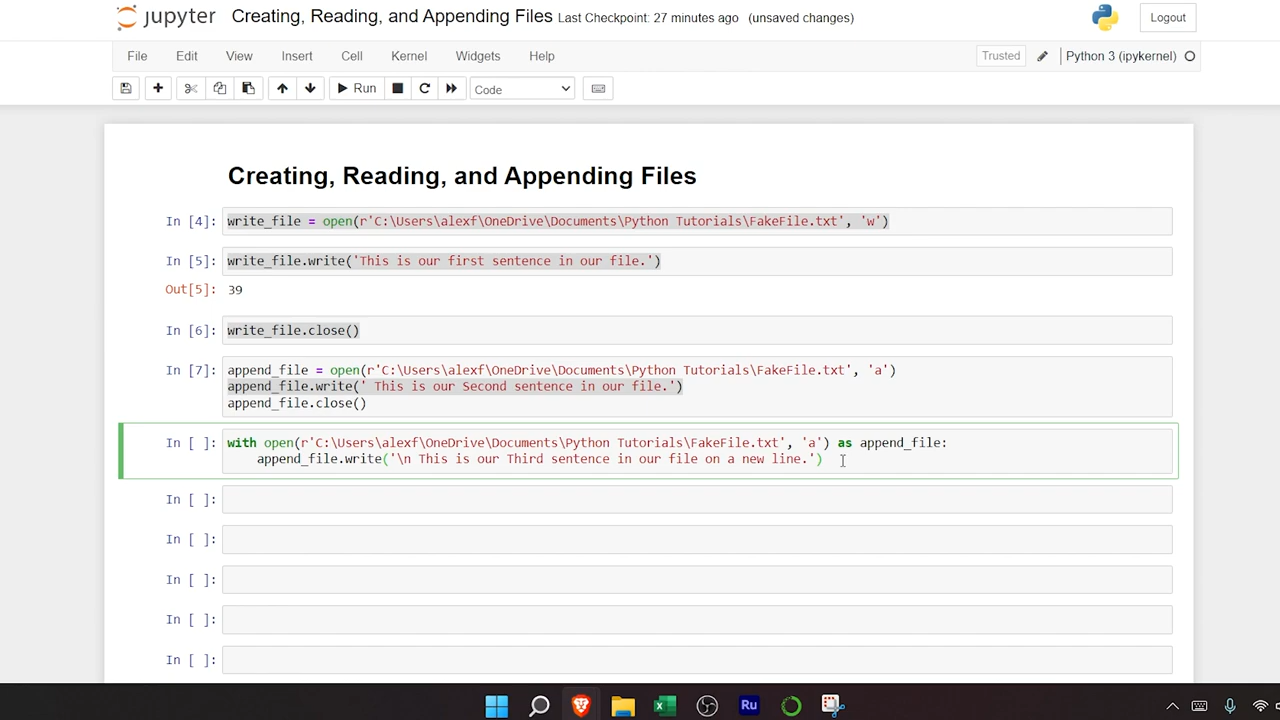 jupyter Creating, Reading, and Appending Files Last Checkpoint: 27 minutes ago (unsaved changes) Logout
File Edit View Insert Cell Kernel Widgets Help Trusted Python 3 (ipykernel)
Run Code
Creating, Reading, and Appending Files
In [4]: write_file = open(r'C:\Users\alexf\OneDrive\Documents\Python Tutorials\FakeFile.txt', 'w')
In [5]: write_file.write('This is our first sentence in our file.')
Out[5]: 39
In [6]: write_file.close()
In [7]: append_file = open(r'C:\Users\alexf\OneDrive\Documents\Python Tutorials\FakeFile.txt', 'a')
append_file.write(' This is our Second sentence in our file.')
append_file.close()
In [ ]: with open(r'C:\Users\alexf\OneDrive\Documents\Python Tutorials\FakeFile.txt', 'a') as append_file:
append_file.write('\n This is our Third sentence in our file on a new line.')
In [ ]:
In [ ]:
In [ ]:
In [ ]:
In [ ]:
Ru